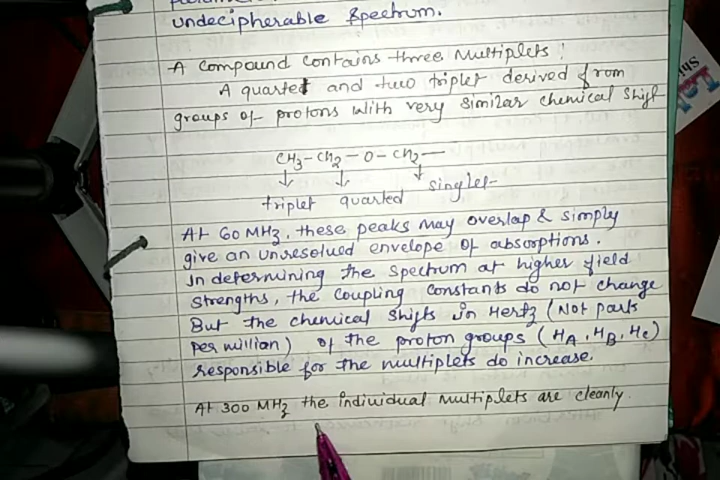 undecipherable spectrum.
A compound contains three multiplets :
A quartet and two triplet derived from
groups of protons with very similar chemical shift
CH3 - CH2 - O - CH2 —
triplet quarted singlet
At 60 MHz, these peaks may overlap & simply
give an unresolved envelope of absorptions.
In determining the spectrum at higher field
strengths, the coupling constants do not change
But the chemical shifts in Hertz (Not parts
per million) of the proton groups (HA, HB, Hc)
responsible for the multiplets do increase.
At 300 MHz the individual multiplets are cleanly.